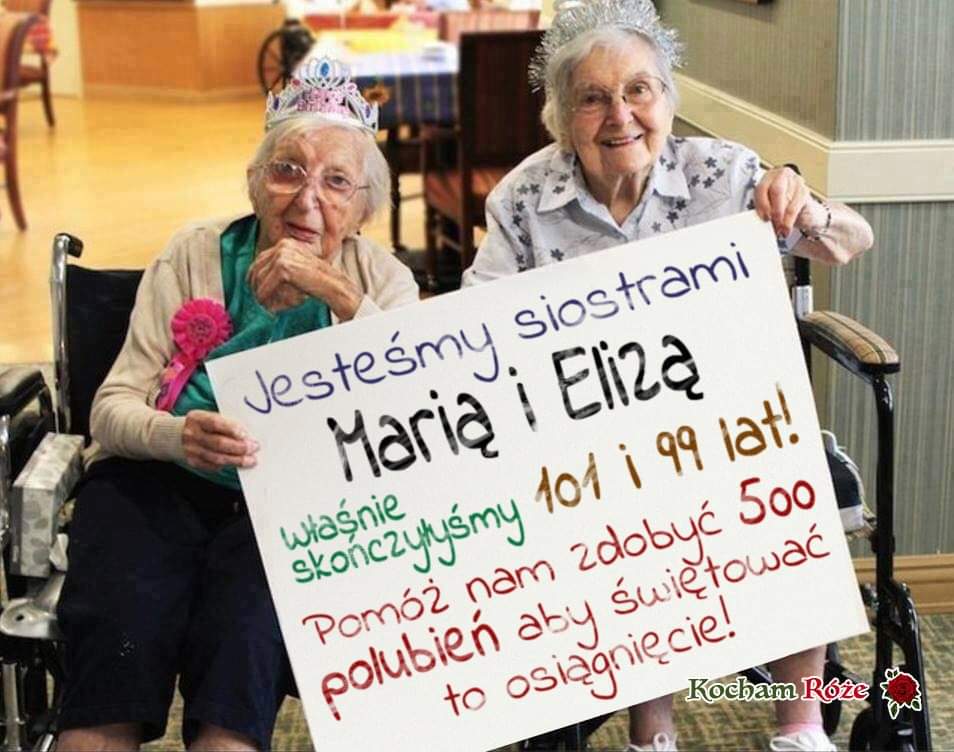 Jesteśmy siostrami
Marią i Elizą
właśnie
skończyłyśmy 101 i 99 lat!
Pomóż nam zdobyć 500
polubień aby świętować
to osiągnięcie!
Kocham Róże